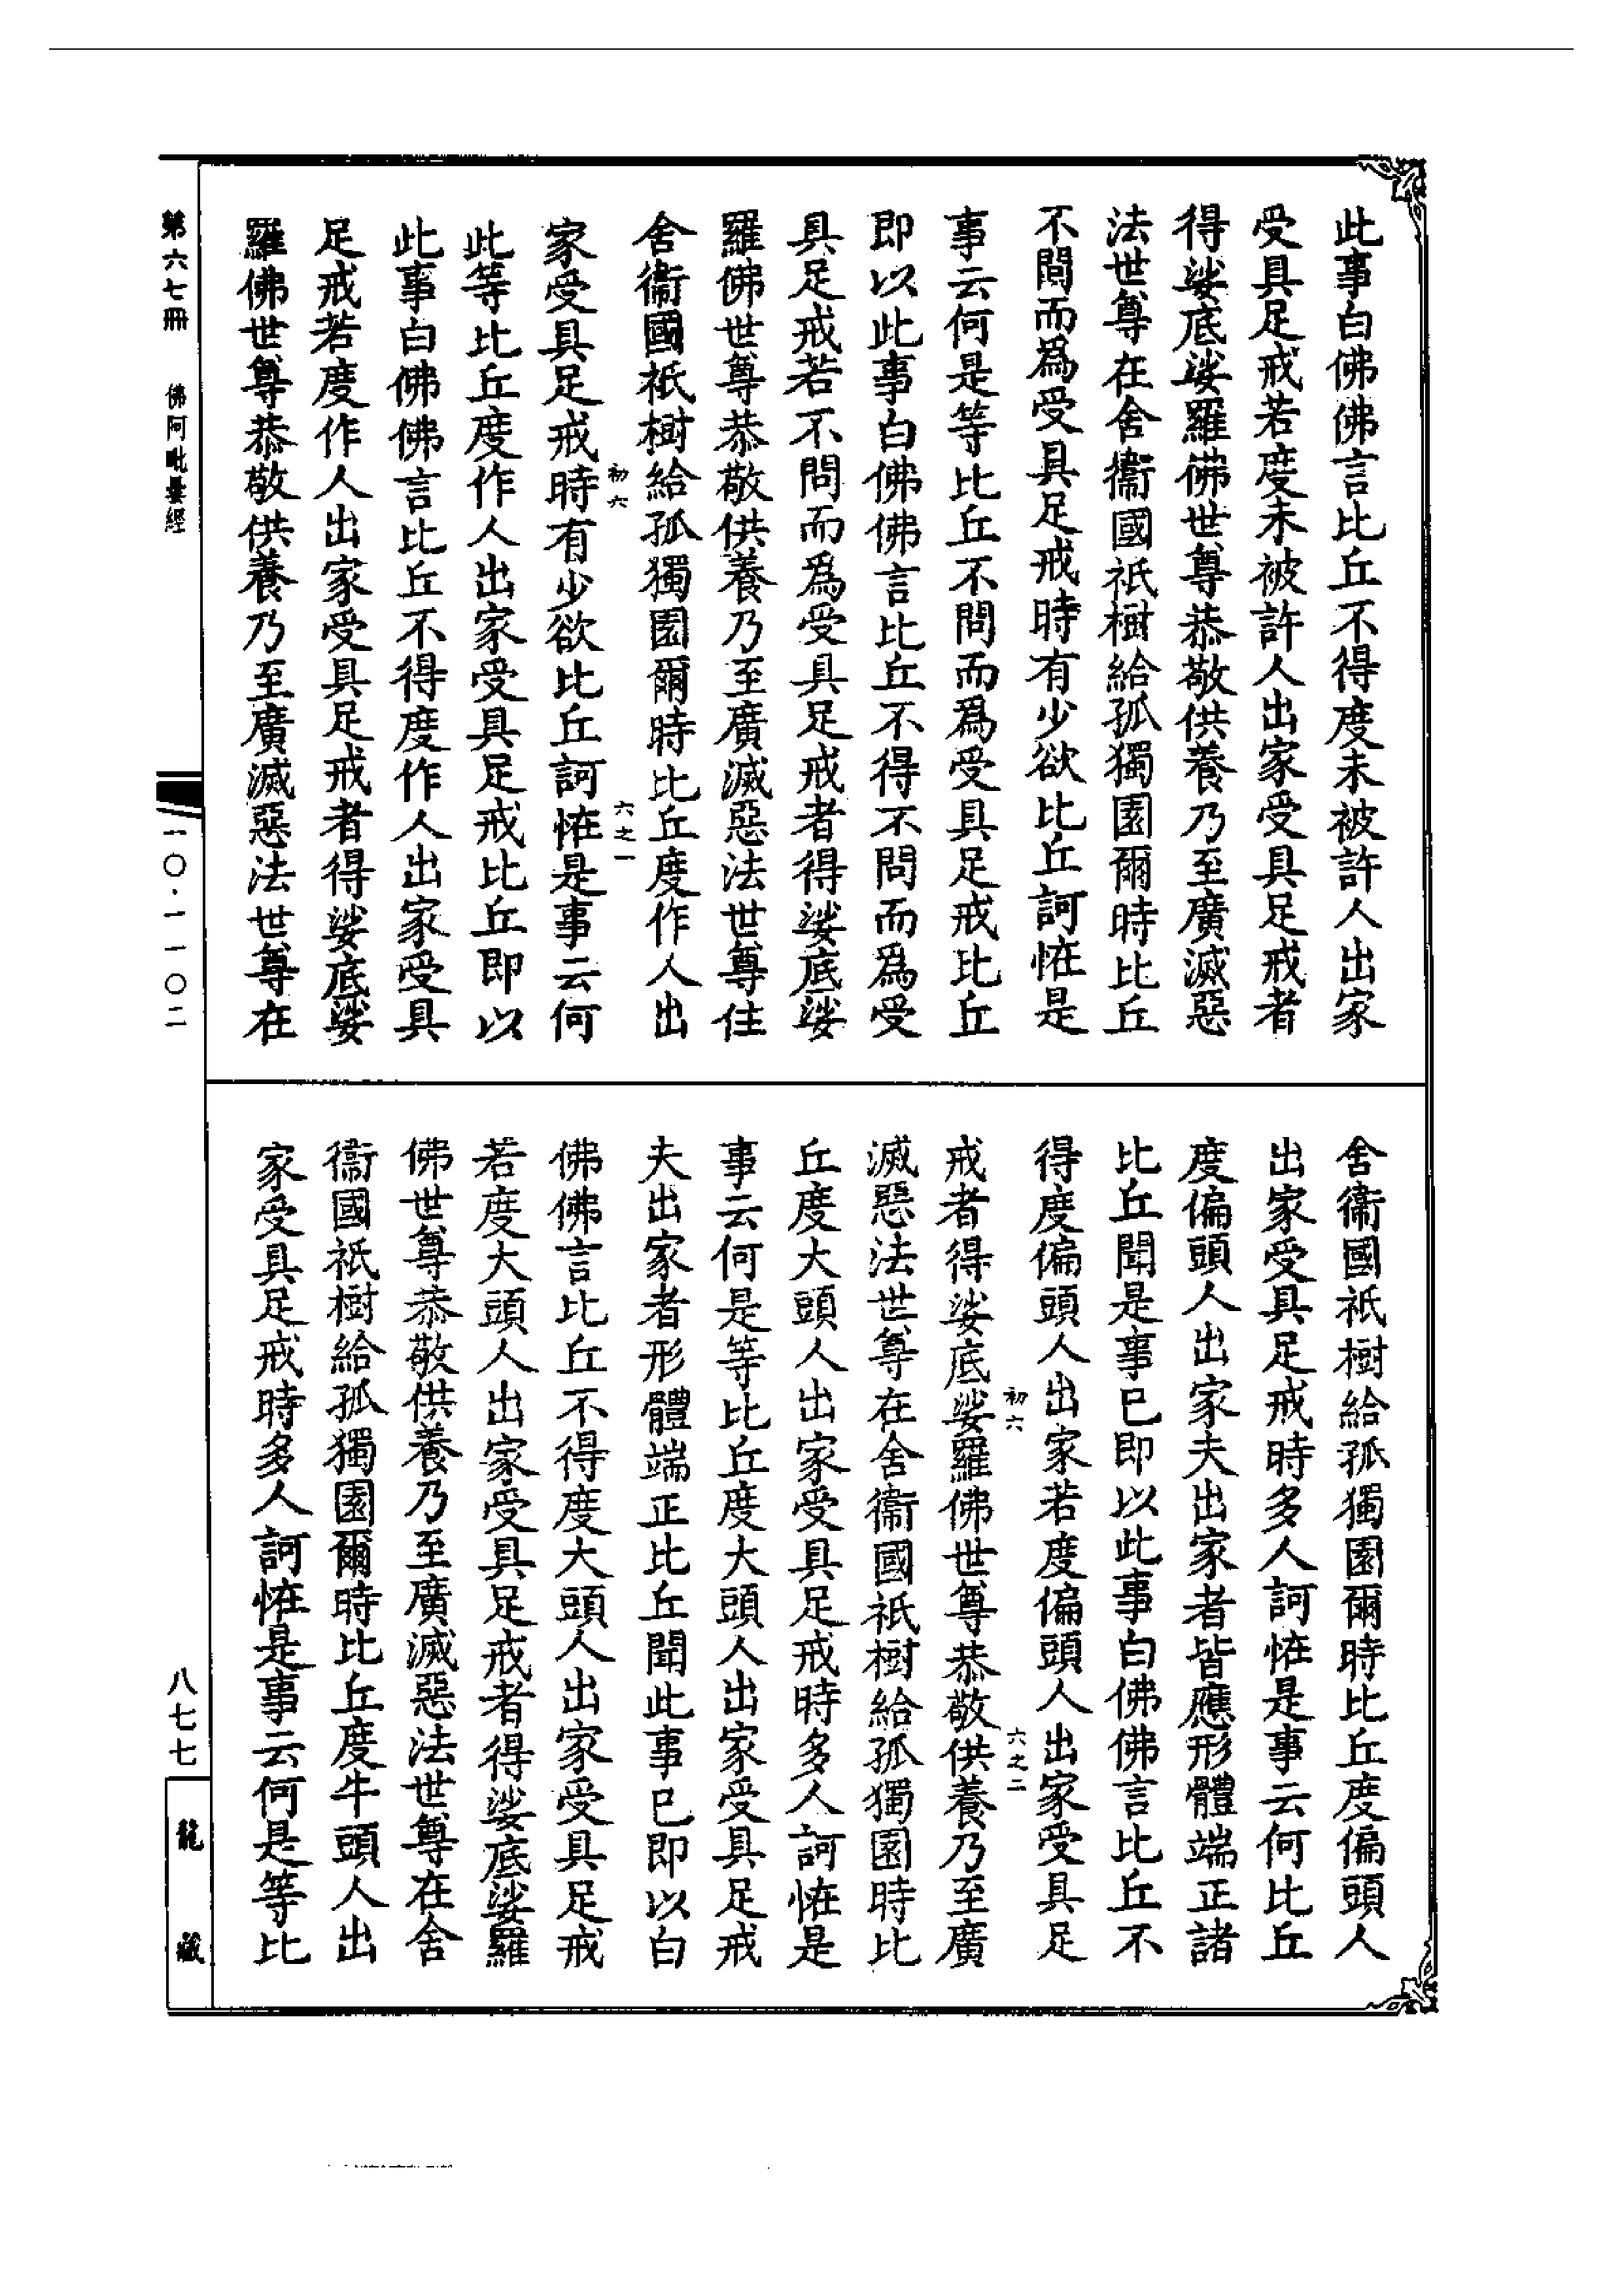 此事白佛佛言比丘不得度未被許人出家
受具足戒若度未被許人出家受具足戒者
得娑底娑羅佛世尊恭敬供養乃至廣滅惡
法世尊在舍衞國祇樹給孤獨園爾時比丘
不問而爲受具足戒時有少欲比丘訶恠是
事云何是等比丘不問而爲受具足戒比丘
即以此事白佛佛言比丘不得不問而爲受
具足戒若不問而爲受具足戒者得娑底娑
羅佛世尊恭敬供養乃至廣滅惡法世尊住
舍衞國祇樹給孤獨園爾時比丘度作人出
初六 六之一
家受具足戒時有少欲比丘訶恠是事云何
此等比丘度作人出家受具足戒比丘即以
此事白佛佛言比丘不得度作人出家受具
足戒若度作人出家受具足戒者得娑底娑
羅佛世尊恭敬供養乃至廣滅惡法世尊在
舍衞國祇樹給孤獨園爾時比丘度偏頭人
出家受具足戒時多人訶恠是事云何比丘
度偏頭人出家夫出家者皆應形體端正諸
比丘聞是事已即以此事白佛佛言比丘不
得度偏頭人出家若度偏頭人出家受具足
初六 六之二
戒者得娑底娑羅佛世尊恭敬供養乃至廣
滅惡法世尊在舍衞國祇樹給孤獨園時比
丘度大頭人出家受具足戒時多人訶恠是
事云何是等比丘度大頭人出家受具足戒
夫出家者形體端正比丘聞此事已即以白
佛佛言比丘不得度大頭人出家受具足戒
若度大頭人出家受具足戒者得娑底娑羅
佛世尊恭敬供養乃至廣滅惡法世尊在舍
衞國祇樹給孤獨園爾時比丘度牛頭人出
家受具足戒時多人訶恠是事云何是等比
第六七冊 佛阿毗曇經
一〇·一一〇二
八七七
龍藏